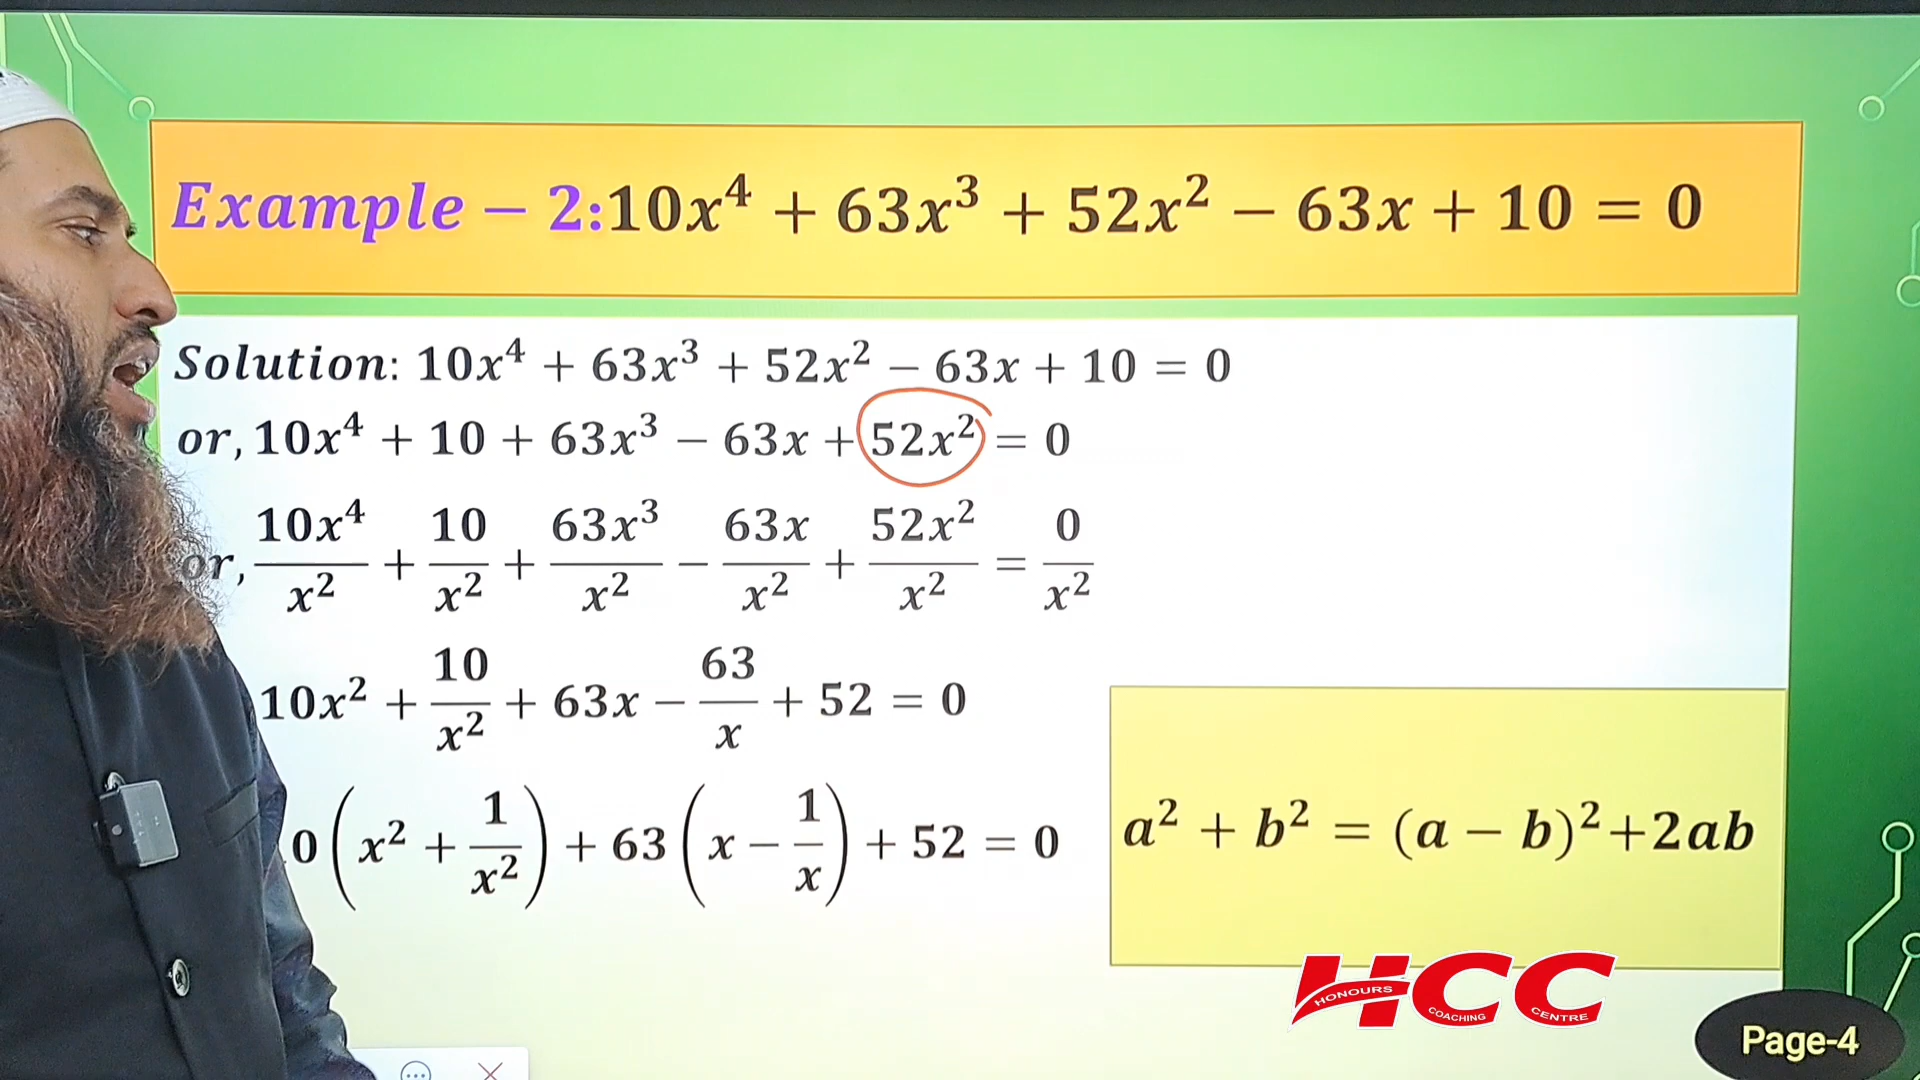 Example – 2:10x⁴ + 63x³ + 52x² – 63x + 10 = 0
Solution: 10x⁴ + 63x³ + 52x² – 63x + 10 = 0
or, 10x⁴ + 10 + 63x³ – 63x + 52x² = 0
or, 10x⁴/x² + 10/x² + 63x³/x² – 63x/x² + 52x²/x² = 0/x²
10x² + 10/x² + 63x – 63/x + 52 = 0
0(x² + 1/x²) + 63(x – 1/x) + 52 = 0
a² + b² = (a – b)²+2ab
HCC
HONOURS COACHING CENTRE
Page-4